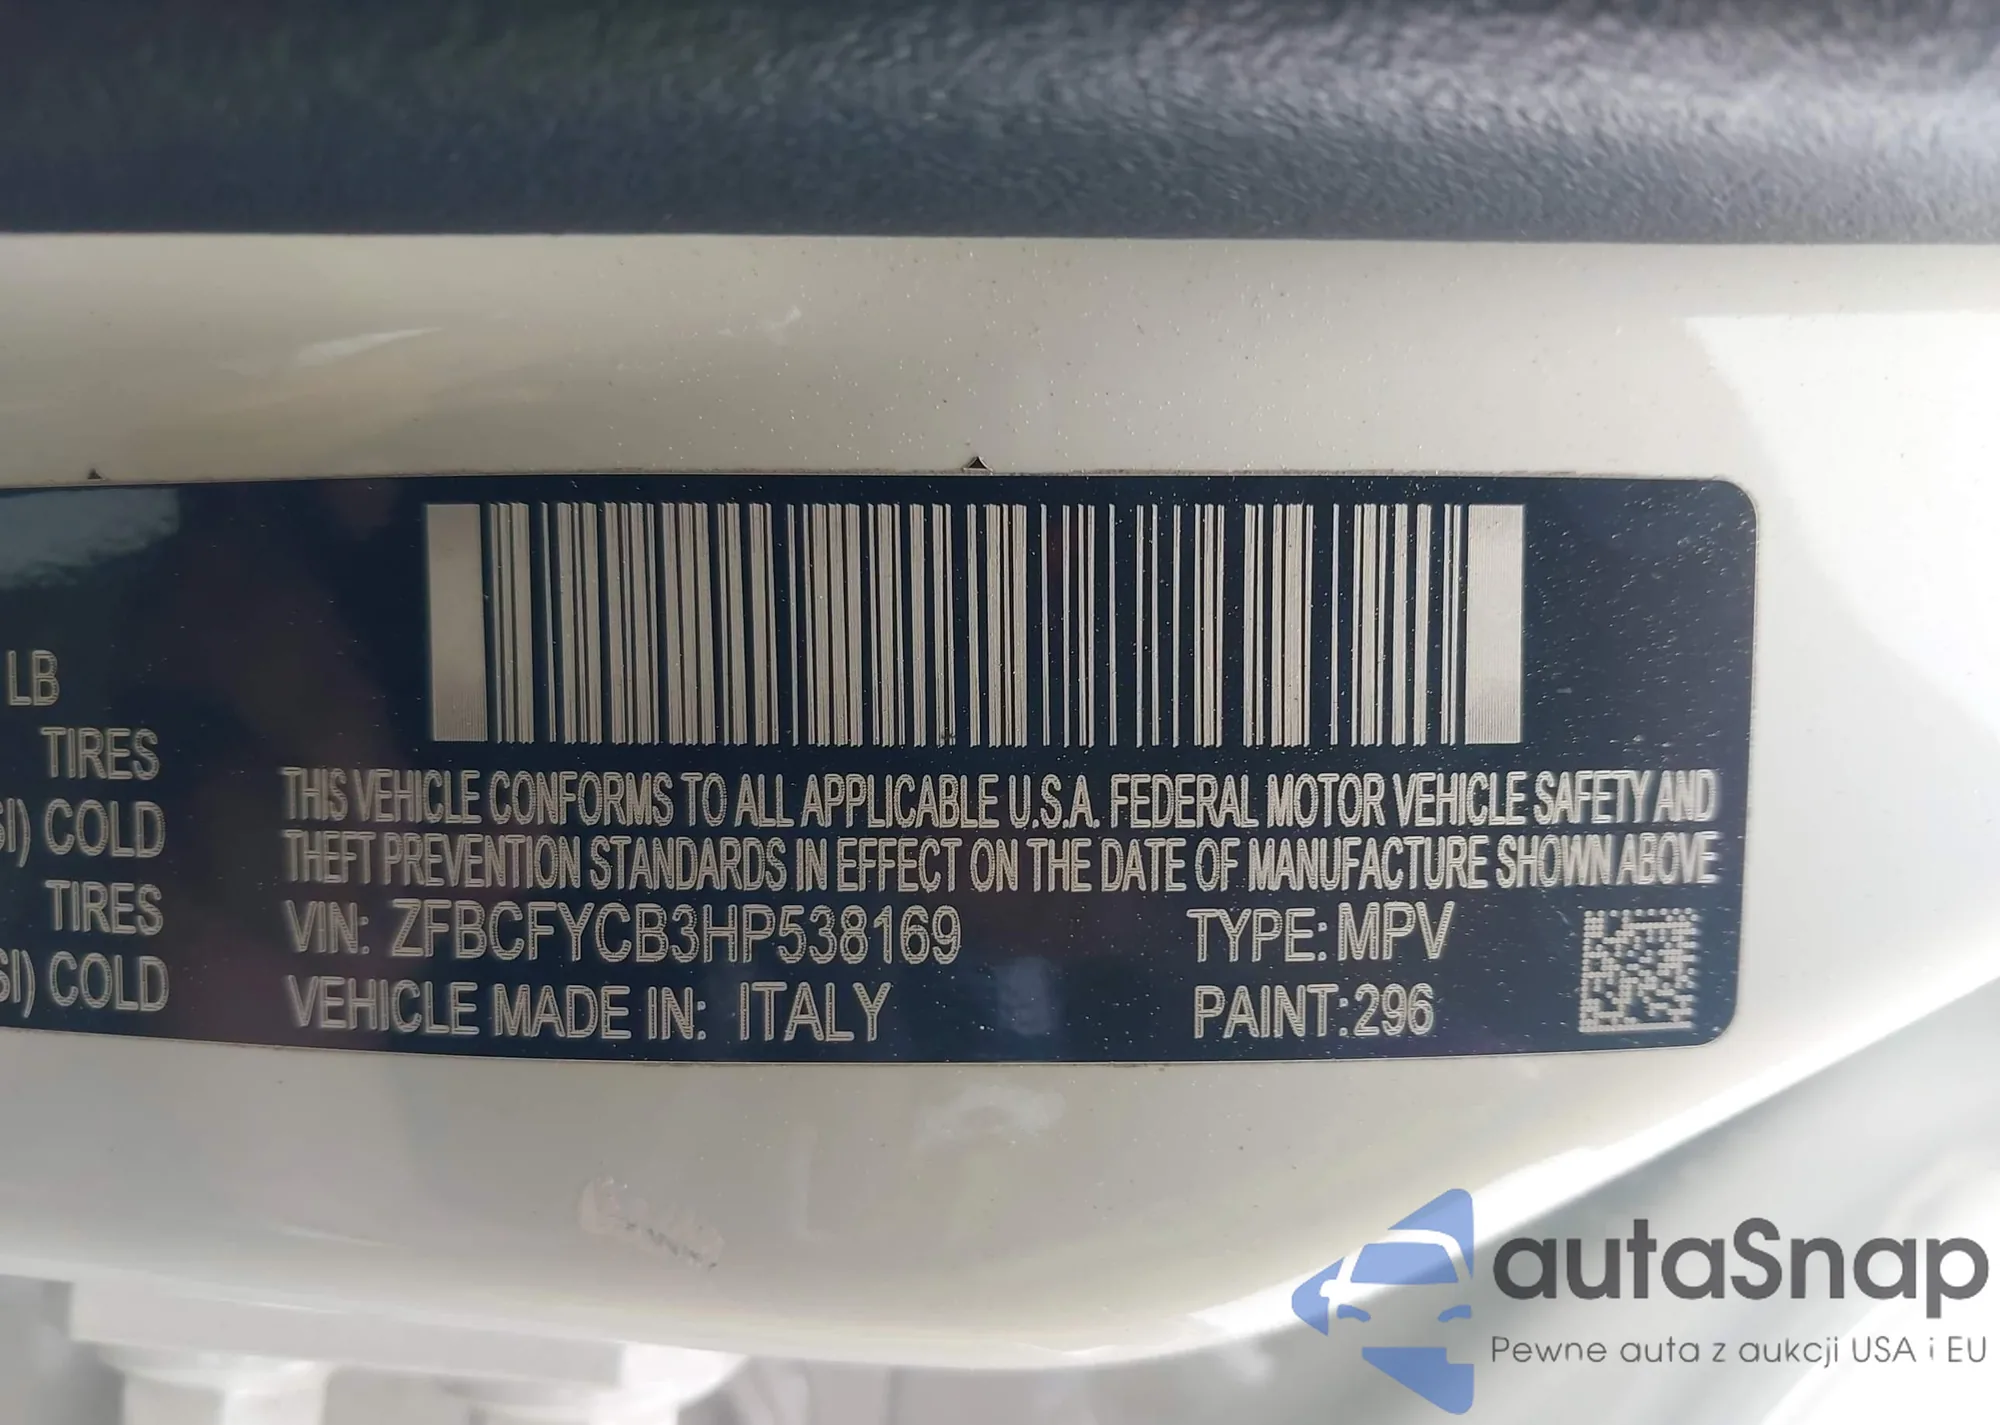 LB
TIRES
SI) COLD
TIRES
SI) COLD
THIS VEHICLE CONFORMS TO ALL APPLICABLE U.S.A. FEDERAL MOTOR VEHICLE SAFETY AND
THEFT PREVENTION STANDARDS IN EFFECT ON THE DATE OF MANUFACTURE SHOWN ABOVE
VIN: ZFBCFYCB3HP538169 TYPE: MPV
VEHICLE MADE IN: ITALY PAINT:296
autaSnap
Pewne auta z aukcji USA i EU